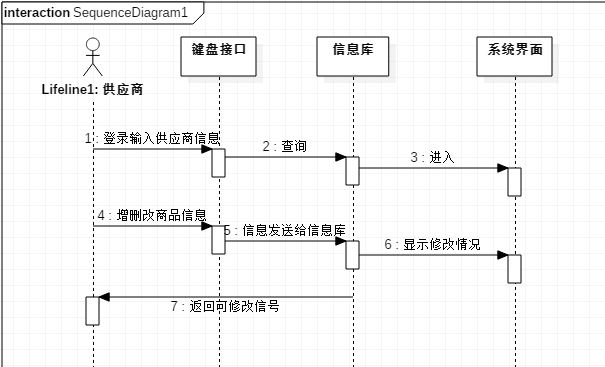 interaction SequenceDiagram1
键盘接口
信息库
系统界面
Lifeline1: 供应商
1 : 登录输入供应商信息
2 : 查询
3 : 进入
4 : 增删改商品信息
5 : 信息发送给信息库
6 : 显示修改情况
7 : 返回可修改信号